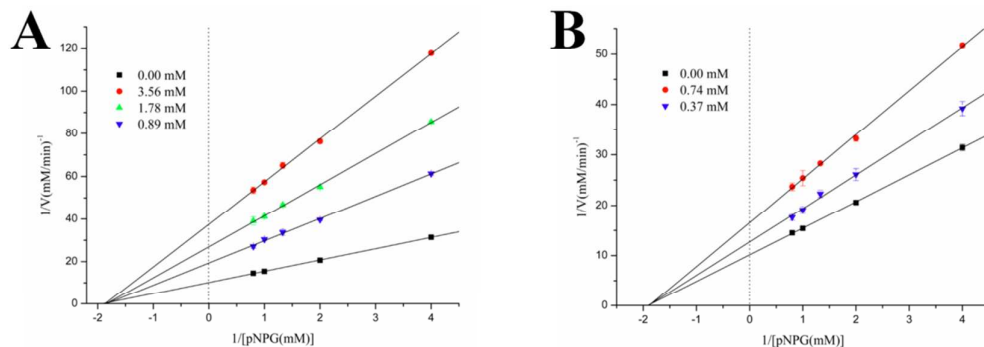 A
1/V(mM/min)⁻¹
120
100
80
60
40
20
0
0.00 mM
3.56 mM
1.78 mM
0.89 mM
-2 -1 0 1 2 3 4
1/[pNPG(mM)]
B
1/V(mM/min)⁻¹
50
40
30
20
10
0
0.00 mM
0.74 mM
0.37 mM
-2 -1 0 1 2 3 4
1/[pNPG(mM)]